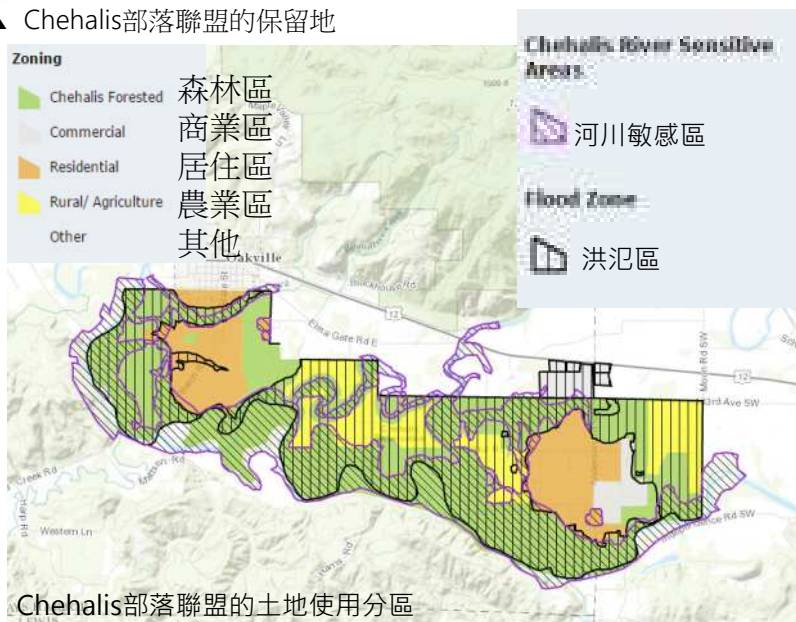 Chehalis部落聯盟的保留地
Zoning
Chehalis Forested 森林區
Commercial 商業區
Residential 居住區
Rural/ Agriculture 農業區
Other 其他
Chehalis River Sensitive
Areas
河川敏感區
Flood Zone
洪氾區
Oakville
Blockhouse Rd
12
Elma Gate Rd E
Moon Rd SW
12
3rd Ave SW
Creek Rd
Western Ln
Chehalis部落聯盟的土地使用分區